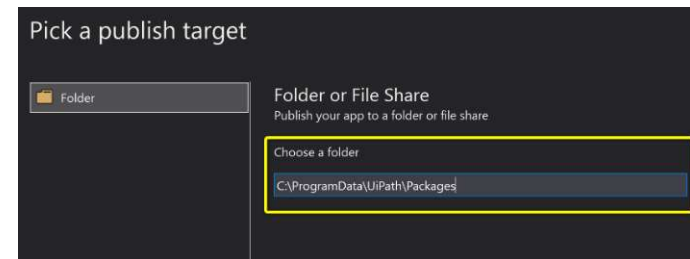 Pick a publish target
Folder
Folder or File Share
Publish your app to a folder or file share
Choose a folder
C:\ProgramData\UiPath\Packages